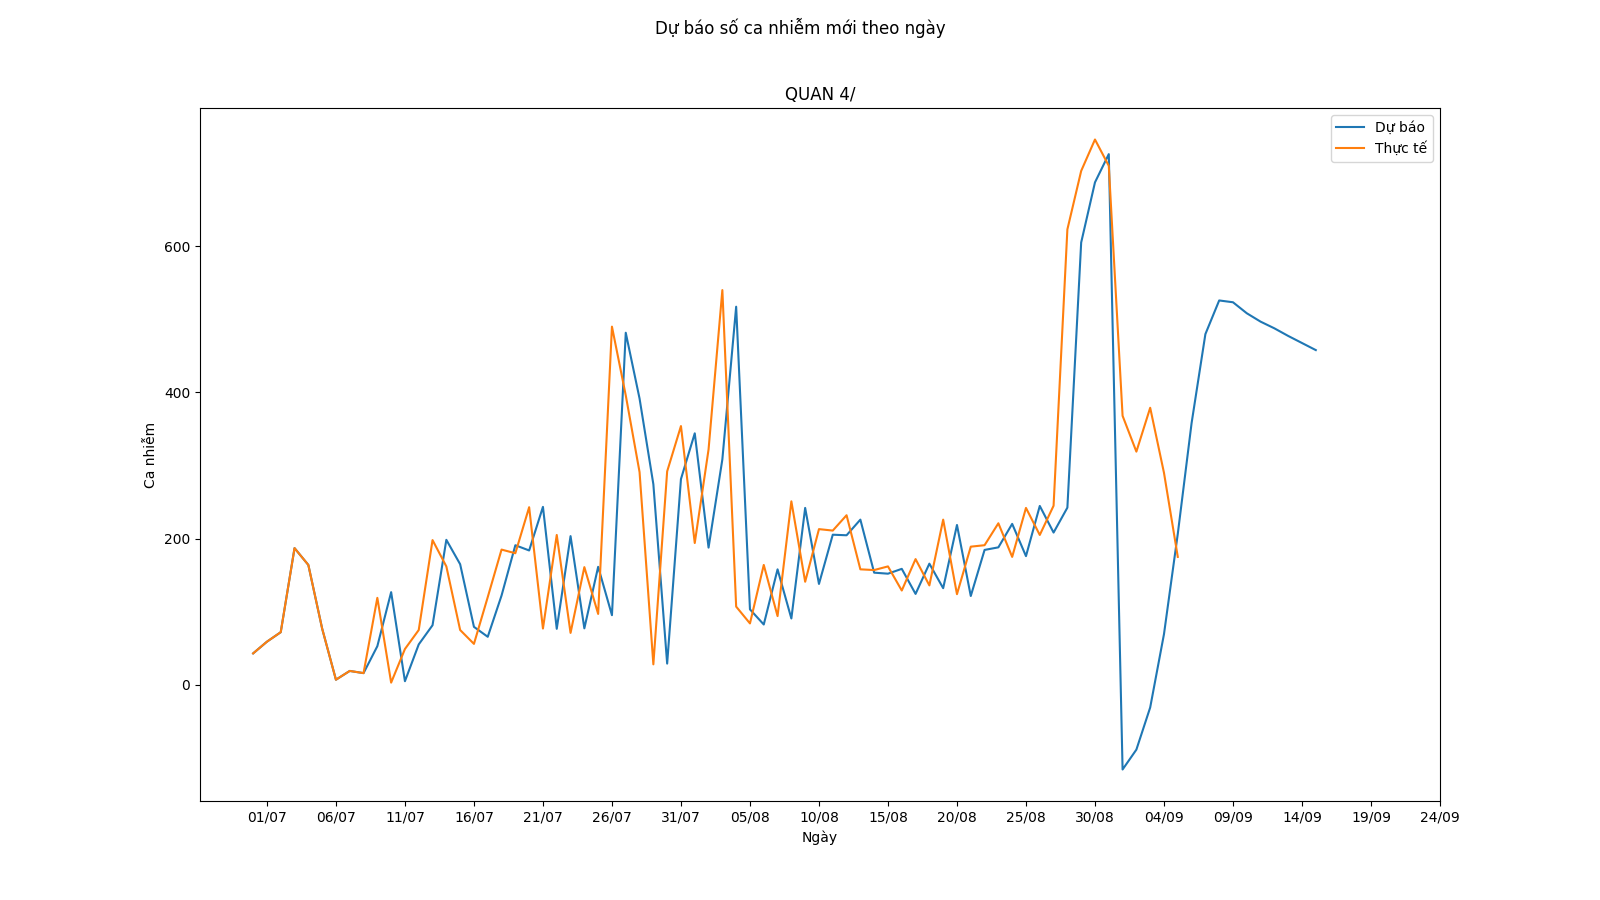 Dự báo số ca nhiễm mới theo ngày
QUAN 4/
Dự báo
Thực tế
600
400
200
0
Ca nhiễm
01/07 06/07 11/07 16/07 21/07 26/07 31/07 05/08 10/08 15/08 20/08 25/08 30/08 04/09 09/09 14/09 19/09 24/09
Ngày